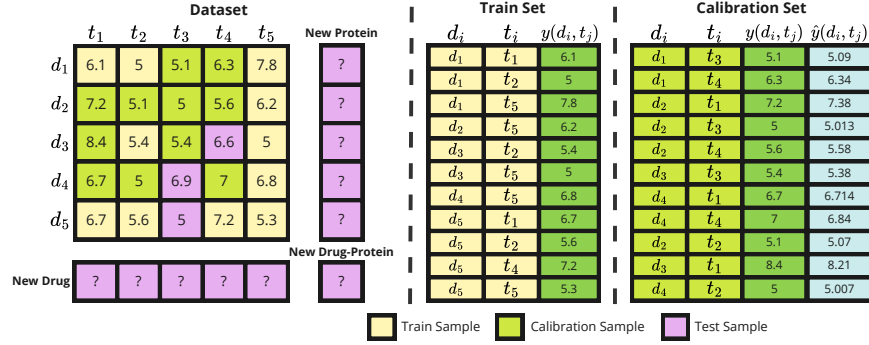 Dataset
t₁ t₂ t₃ t₄ t₅
d₁ 6.1 5 5.1 6.3 7.8
d₂ 7.2 5.1 5 5.6 6.2
d₃ 8.4 5.4 5.4 6.6 5
d₄ 6.7 5 6.9 7 6.8
d₅ 6.7 5.6 5 7.2 5.3
New Protein
?
?
?
?
?
New Drug ? ? ? ? ?
New Drug-Protein
?
Train Set
dᵢ tᵢ y(dᵢ, tⱼ)
d₁ t₁ 6.1
d₁ t₂ 5
d₁ t₅ 7.8
d₂ t₅ 6.2
d₃ t₂ 5.4
d₃ t₅ 5
d₄ t₅ 6.8
d₅ t₁ 6.7
d₅ t₂ 5.6
d₅ t₄ 7.2
d₅ t₅ 5.3
Calibration Set
dᵢ tᵢ y(dᵢ, tⱼ) ŷ(dᵢ, tⱼ)
d₁ t₃ 5.1 5.09
d₁ t₄ 6.3 6.34
d₂ t₁ 7.2 7.38
d₂ t₃ 5 5.013
d₂ t₄ 5.6 5.58
d₃ t₃ 5.4 5.38
d₄ t₁ 6.7 6.714
d₄ t₄ 7 6.84
d₂ t₂ 5.1 5.07
d₃ t₁ 8.4 8.21
d₄ t₂ 5 5.007
Train Sample Calibration Sample Test Sample